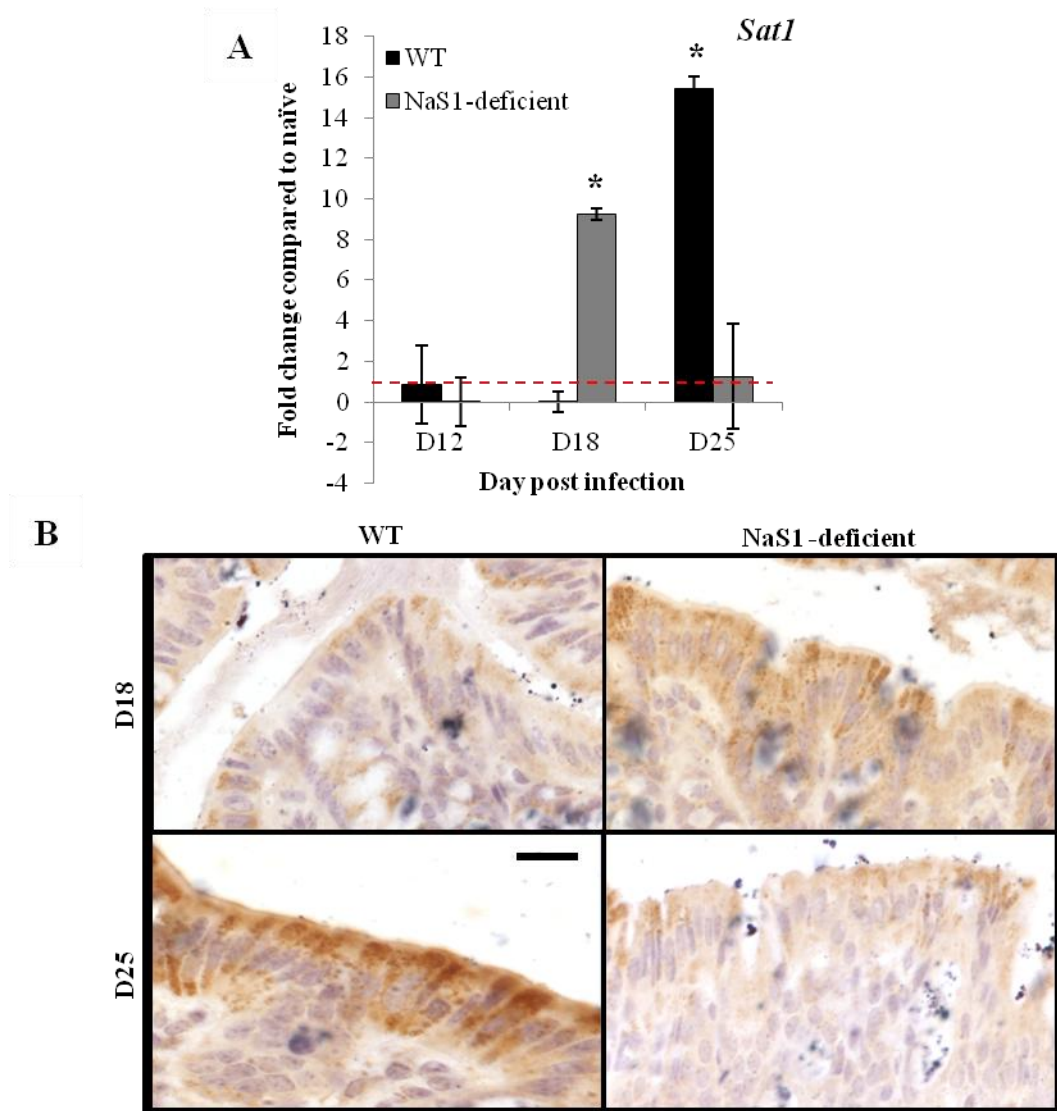 A
Sat1
18
16
14
12
10
8
6
4
2
0
-2
-4
Fold change compared to naïve
WT
NaS1-deficient
*
*
D12
D18
D25
Day post infection
B
WT
NaS1-deficient
D18
D25